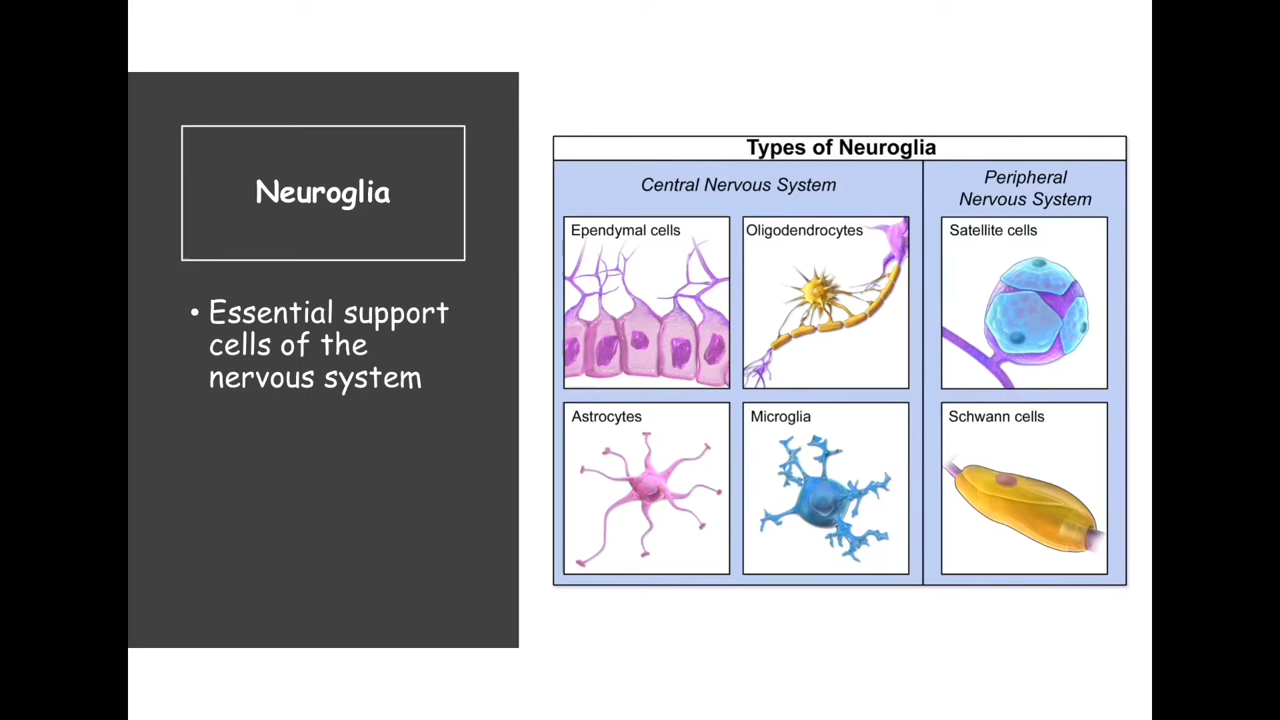 Neuroglia
• Essential support
cells of the
nervous system
Types of Neuroglia
Central Nervous System
Peripheral
Nervous System
Ependymal cells
Oligodendrocytes
Satellite cells
Astrocytes
Microglia
Schwann cells